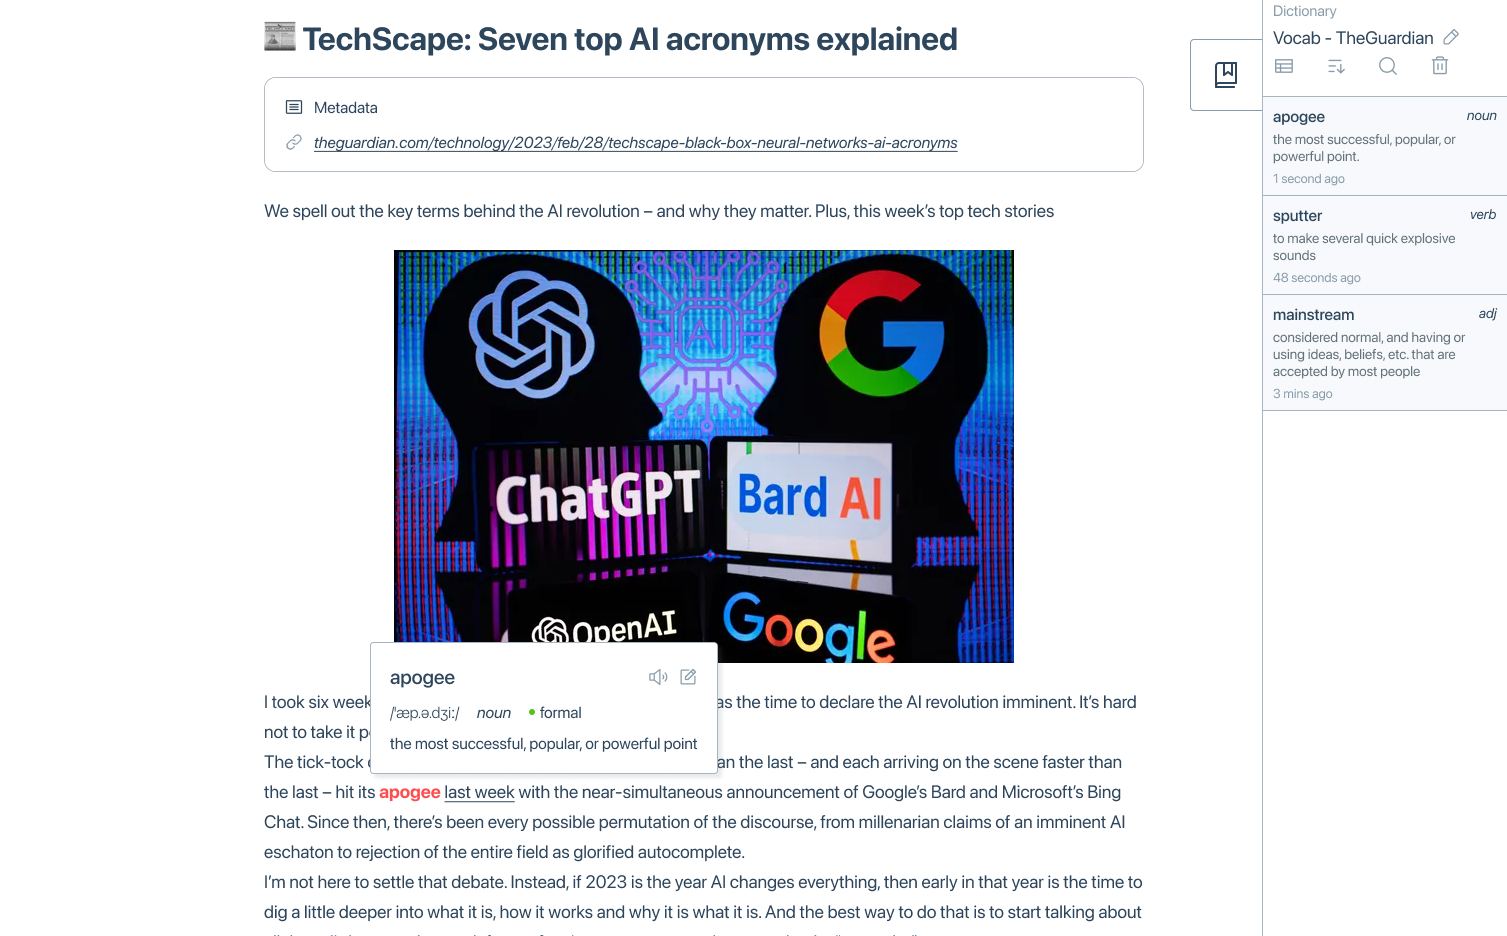 TechScape: Seven top AI acronyms explained
Metadata
theguardian.com/technology/2023/feb/28/techscape-black-box-neural-networks-ai-acronyms
We spell out the key terms behind the AI revolution – and why they matter. Plus, this week's top tech stories
AI
ChatGPT
Bard AI
OpenAI
Google
apogee
/ˈæp.ə.dʒiː/ noun • formal
the most successful, popular, or powerful point
I took six week
as the time to declare the AI revolution imminent. It's hard
not to take it
The tick-tock
an the last – and each arriving on the scene faster than
the last – hit its apogee last week with the near-simultaneous announcement of Google's Bard and Microsoft's Bing
Chat. Since then, there's been every possible permutation of the discourse, from millenarian claims of an imminent AI
eschaton to rejection of the entire field as glorified autocomplete.
I'm not here to settle that debate. Instead, if 2023 is the year AI changes everything, then early in that year is the time to
dig a little deeper into what it is, how it works and why it is what it is. And the best way to do that is to start talking about
Dictionary
Vocab - TheGuardian
apogee noun
the most successful, popular, or
powerful point.
1 second ago
sputter verb
to make several quick explosive
sounds
48 seconds ago
mainstream adj
considered normal, and having or
using ideas, beliefs, etc. that are
accepted by most people
3 mins ago